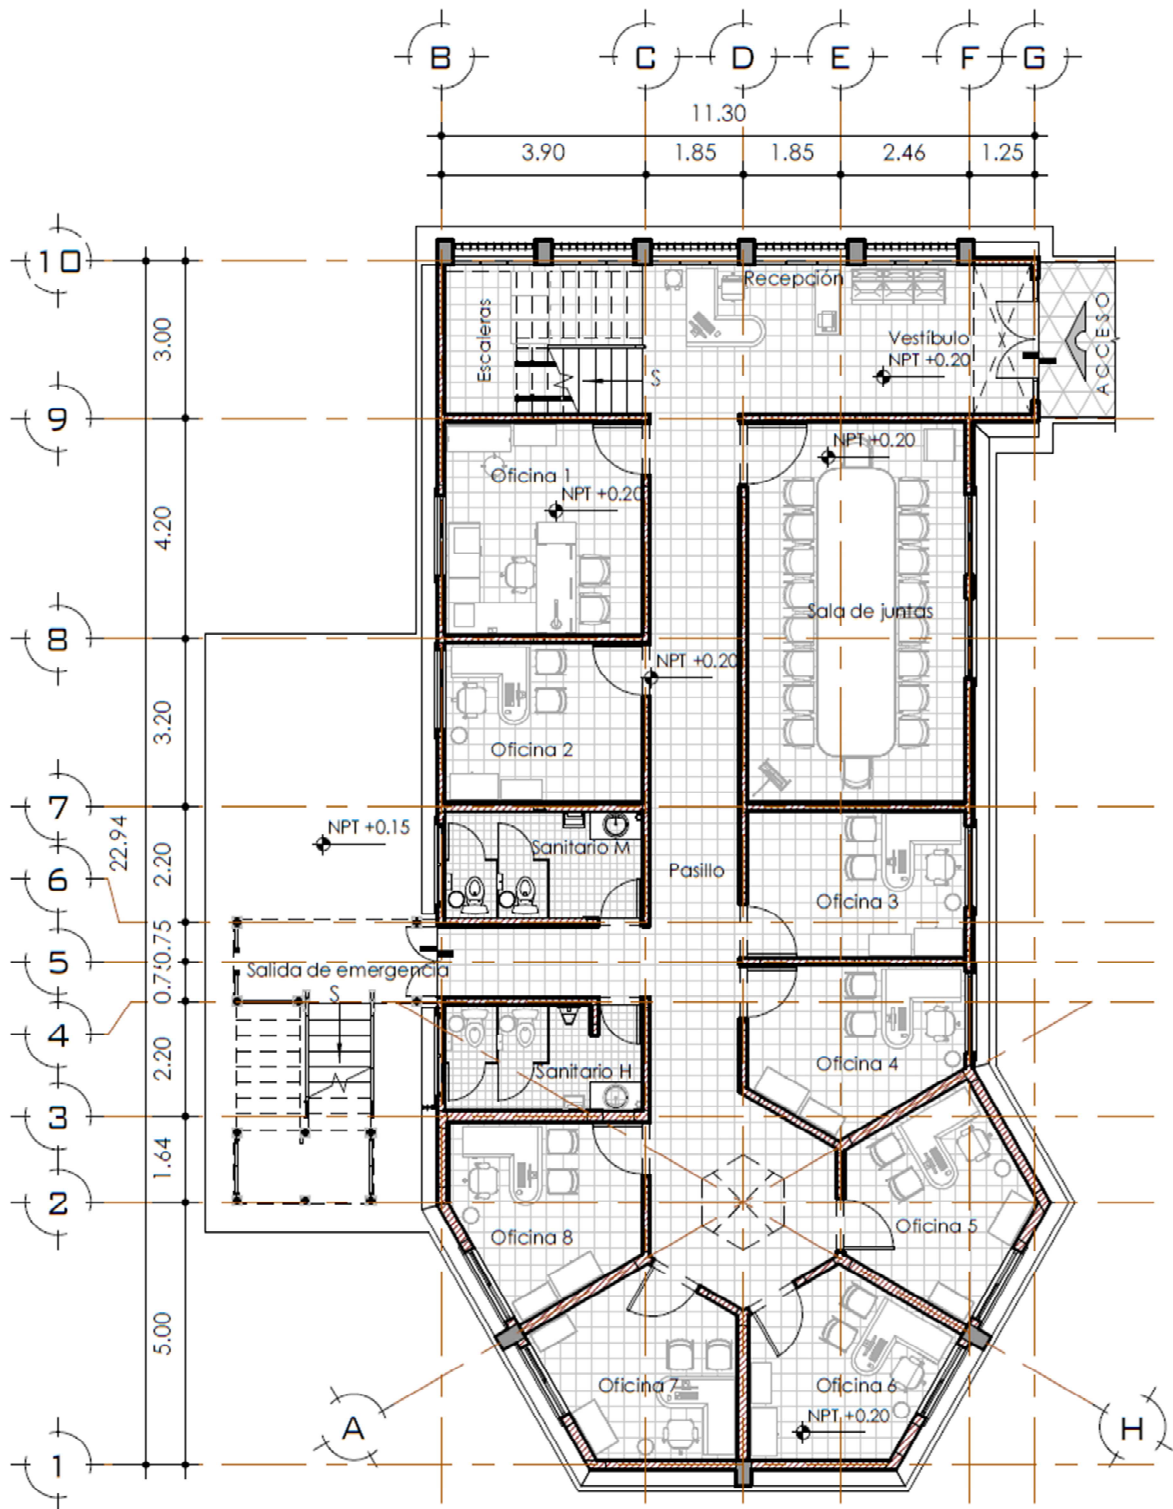 B C D E F G
11.30
3.90 1.85 1.85 2.46 1.25
10
Recepción
Escaleras
Vestíbulo
NPT +0.20
ACCESO
3.00
S
9
NPT +0.20
Oficina 1
NPT +0.20
4.20
Sala de juntas
8
NPT +0.20
3.20
Oficina 2
7
NPT +0.15
22.94
2.20
Sanitario M
Pasillo
6
Oficina 3
0.75
5
Salida de emergencia
0.75
S
4
2.20
Sanitario H
Oficina 4
3
1.64
2
Oficina 8
Oficina 5
5.00
Oficina 7
Oficina 6
NPT +0.20
A
H
1